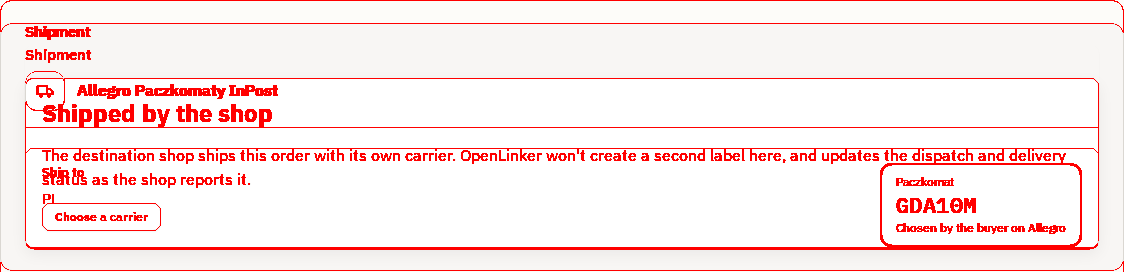 Shipment
Shipment
Allegro Paczkomaty InPost
Shipped by the shop
The destination shop ships this order with its own carrier. OpenLinker won't create a second label here, and updates the dispatch and delivery
Ship to
status as the shop reports it.
PL
Choose a carrier
Paczkomat
GDA10M
Chosen by the buyer on Allegro